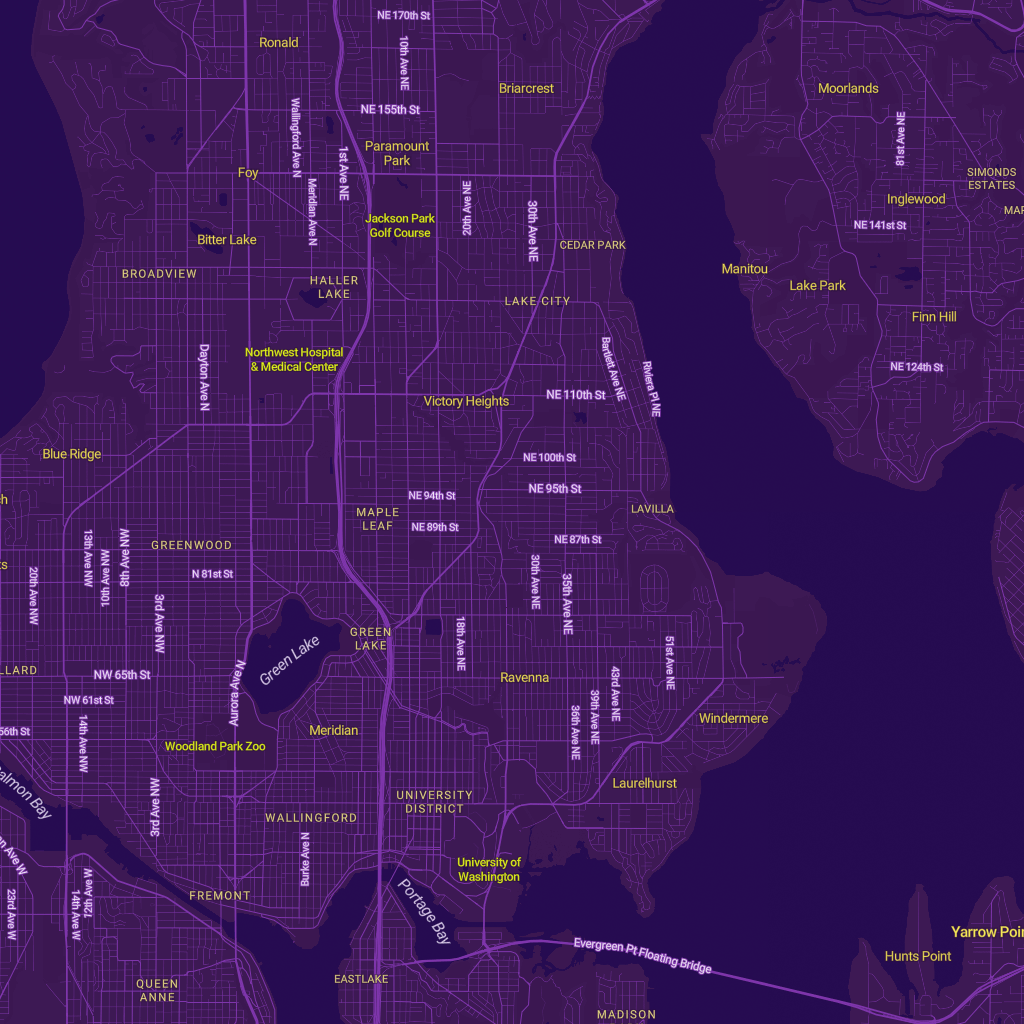 NE 170th St
Ronald
10th Ave NE
Briarcrest
Moorlands
NE 155th St
Wallingford Ave N
81st Ave NE
Paramount
Park
1st Ave NE
Foy
SIMONDS
ESTATES
Meridian Ave N
20th Ave NE
30th Ave NE
Inglewood
Jackson Park
Golf Course
NE 141st St
Bitter Lake
CEDAR PARK
BROADVIEW
Manitou
HALLER
LAKE
Lake Park
LAKE CITY
Finn Hill
Northwest Hospital
& Medical Center
Dayton Ave N
Bartlett Ave NE
Riviera Pl NE
NE 124th St
Victory Heights
NE 110th St
Blue Ridge
NE 100th St
NE 94th St
NE 95th St
MAPLE
LEAF
LAVILLA
NE 89th St
NE 87th St
GREENWOOD
13th Ave NW
10th Ave NW
8th Ave NW
N 81st St
20th Ave NW
3rd Ave NW
30th Ave NE
35th Ave NE
Green Lake
GREEN
LAKE
18th Ave NE
51st Ave NE
LLARD
NW 65th St
Ravenna
NW 61st St
Aurora Ave N
43rd Ave NE
39th Ave NE
36th Ave NE
Windermere
56th St
14th Ave NW
Woodland Park Zoo
Meridian
Salmon Bay
Laurelhurst
3rd Ave NW
UNIVERSITY
DISTRICT
WALLINGFORD
Burke Ave N
University of
Washington
FREMONT
23rd Ave W
14th Ave W
12th Ave W
Portage Bay
Evergreen Pt Floating Bridge
Yarrow Poin
Hunts Point
EASTLAKE
QUEEN
ANNE
MADISON